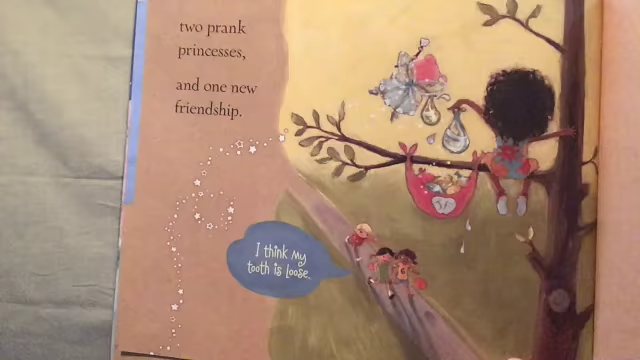 two prank
princesses,
and one new
friendship.
I think my
tooth is loose.